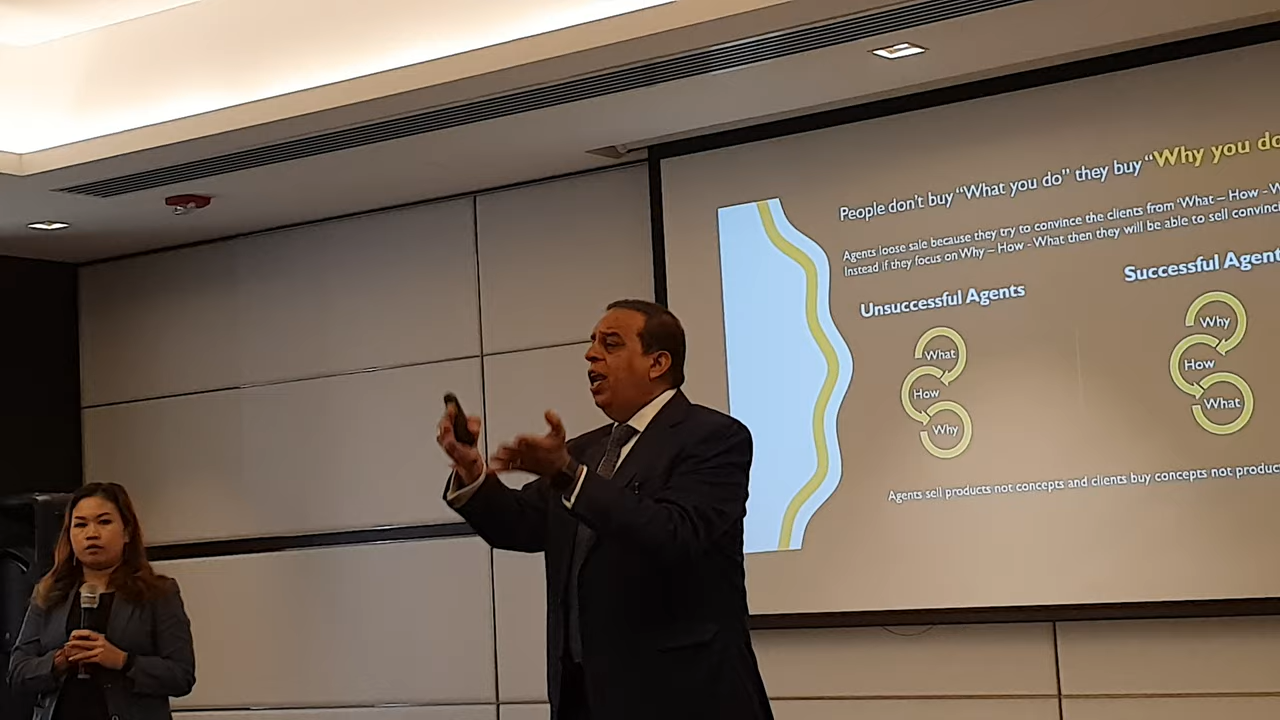 People don't buy "What you do" they buy "Why you do
Agents loose sale because they try to convince the clients from 'What – How - W
Instead if they focus on Why – How - What then they will be able to sell convinci
Unsuccessful Agents
Successful Agent
What
How
Why
Why
How
What
Agents sell products not concepts and clients buy concepts not produc